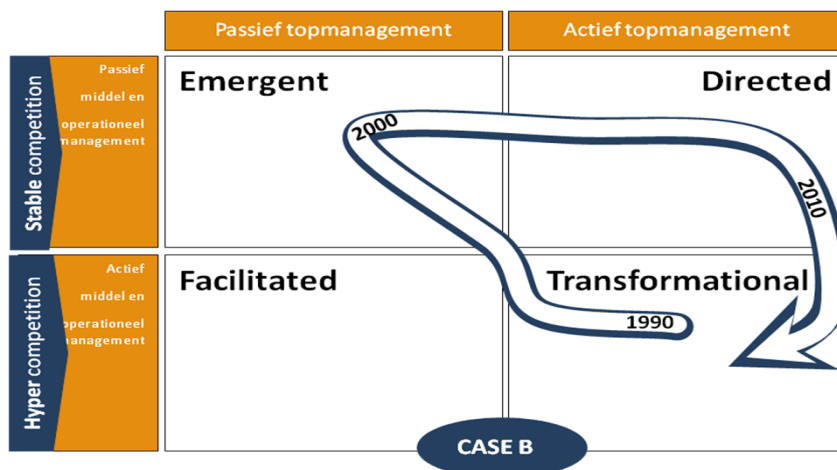 Passief topmanagement
Actief topmanagement
Stable competition
Passief
middel en
operationeel
management
Emergent
Directed
2000
2010
Hyper competition
Actief
middel en
operationeel
management
Facilitated
Transformational
1990
CASE B